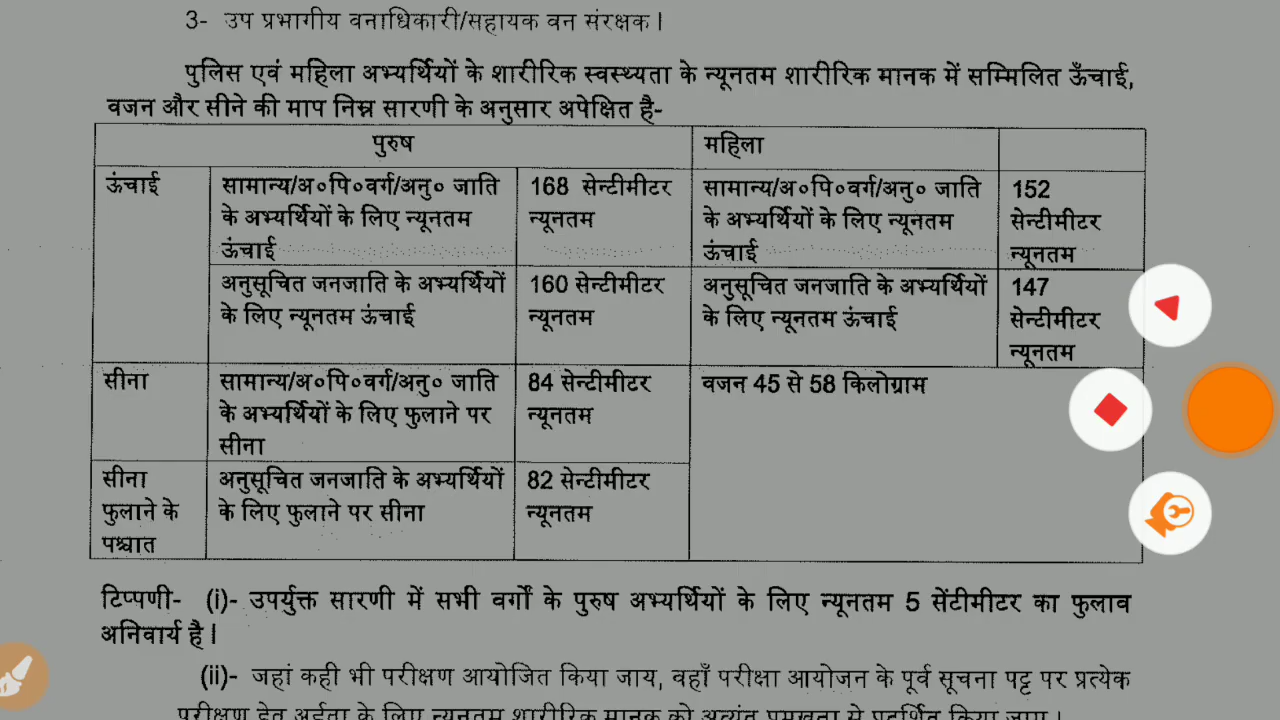 3- उप प्रभागीय वनाधिकारी/सहायक वन संरक्षक।
पुलिस एवं महिला अभ्यर्थियों के शारीरिक स्वस्थ्यता के न्यूनतम शारीरिक मानक में सम्मिलित ऊँचाई,
वजन और सीने की माप निम्न सारणी के अनुसार अपेक्षित है-
पुरुष
महिला
ऊंचाई
सामान्य/अ०पि०वर्ग/अनु० जाति
के अभ्यर्थियों के लिए न्यूनतम
ऊंचाई
168 सेन्टीमीटर
न्यूनतम
सामान्य/अ०पि०वर्ग/अनु० जाति
के अभ्यर्थियों के लिए न्यूनतम
ऊंचाई
152
सेन्टीमीटर
न्यूनतम
अनुसूचित जनजाति के अभ्यर्थियों
के लिए न्यूनतम ऊंचाई
160 सेन्टीमीटर
न्यूनतम
अनुसूचित जनजाति के अभ्यर्थियों
के लिए न्यूनतम ऊंचाई
147
सेन्टीमीटर
न्यूनतम
सीना
सामान्य/अ०पि०वर्ग/अनु० जाति
के अभ्यर्थियों के लिए फुलाने पर
सीना
84 सेन्टीमीटर
न्यूनतम
वजन 45 से 58 किलोग्राम
सीना
फुलाने के
पश्चात
अनुसूचित जनजाति के अभ्यर्थियों
के लिए फुलाने पर सीना
82 सेन्टीमीटर
न्यूनतम
टिप्पणी- (i)- उपर्युक्त सारणी में सभी वर्गों के पुरुष अभ्यर्थियों के लिए न्यूनतम 5 सेंटीमीटर का फुलाव
अनिवार्य है।
(ii)- जहां कही भी परीक्षण आयोजित किया जाय, वहाँ परीक्षा आयोजन के पूर्व सूचना पट्ट पर प्रत्येक
के लिए न्यूनतम शारीरिक मानक को